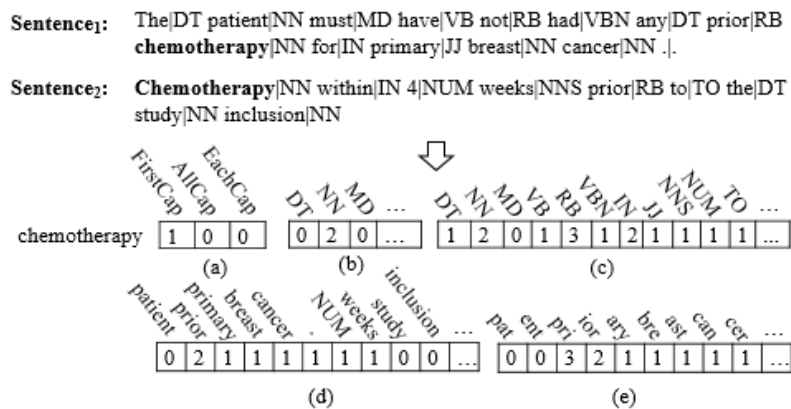 Sentence1: The|DT patient|NN must|MD have|VB not|RB had|VBN any|DT prior|RB
chemotherapy|NN for|IN primary|JJ breast|NN cancer|NN .|.
Sentence2: Chemotherapy|NN within|IN 4|NUM weeks|NNS prior|RB to|TO the|DT
study|NN inclusion|NN
FirstCap AllCap EachCap
DT NN MD ...
DT NN MD VB RB VBN IN JJ NNS NUM TO ...
chemotherapy 1 0 0
0 2 0 ...
1 2 0 1 3 1 2 1 1 1 1 ...
(a) (b) (c)
patient prior primary breast cancer . NUM weeks study inclusion ...
pat ent pri ior ary bre ast can cer ...
0 2 1 1 1 1 1 1 0 0 ...
0 0 3 2 1 1 1 1 1 ...
(d) (e)